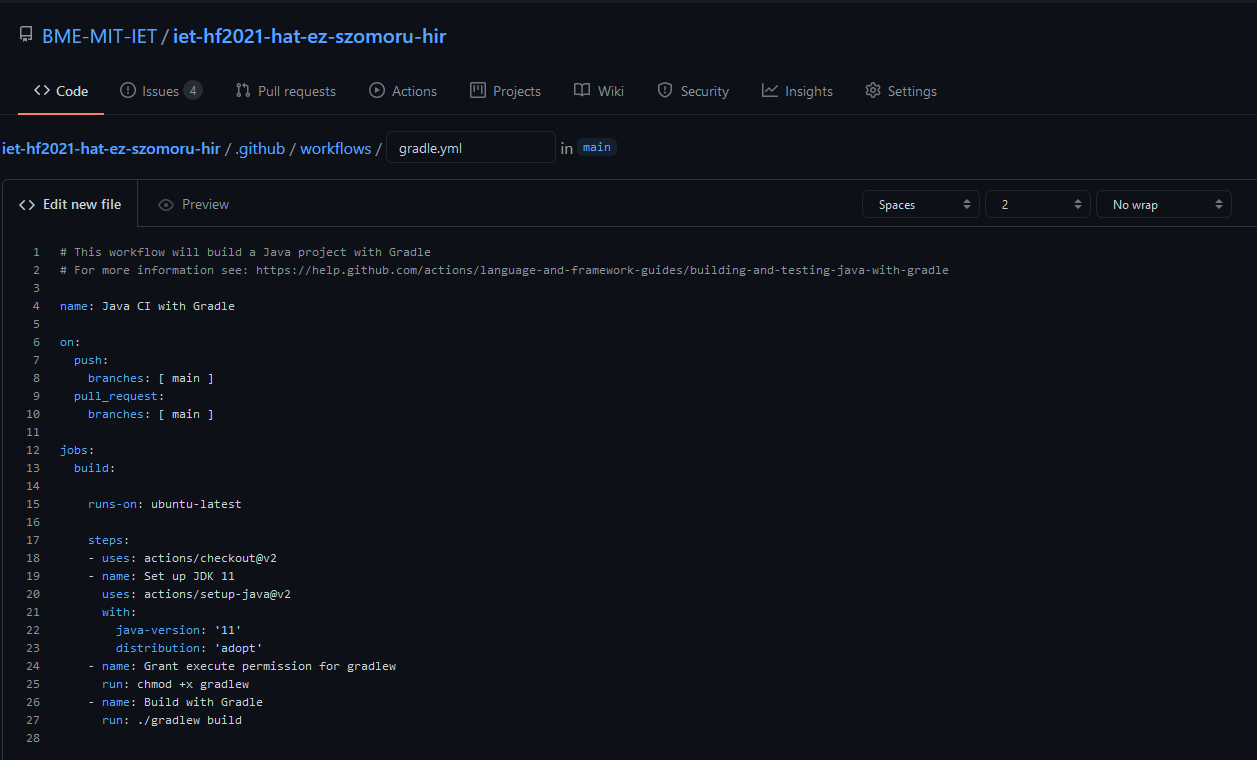 BME-MIT-IET / iet-hf2021-hat-ez-szomoru-hir
Code Issues 4 Pull requests Actions Projects Wiki Security Insights Settings
iet-hf2021-hat-ez-szomoru-hir / .github / workflows / gradle.yml in main
Edit new file Preview Spaces 2 No wrap
1 # This workflow will build a Java project with Gradle
2 # For more information see: https://help.github.com/actions/language-and-framework-guides/building-and-testing-java-with-gradle
3
4 name: Java CI with Gradle
5
6 on:
7   push:
8     branches: [ main ]
9   pull_request:
10     branches: [ main ]
11
12 jobs:
13   build:
14
15     runs-on: ubuntu-latest
16
17     steps:
18     - uses: actions/checkout@v2
19     - name: Set up JDK 11
20       uses: actions/setup-java@v2
21       with:
22         java-version: '11'
23         distribution: 'adopt'
24     - name: Grant execute permission for gradlew
25       run: chmod +x gradlew
26     - name: Build with Gradle
27       run: ./gradlew build
28